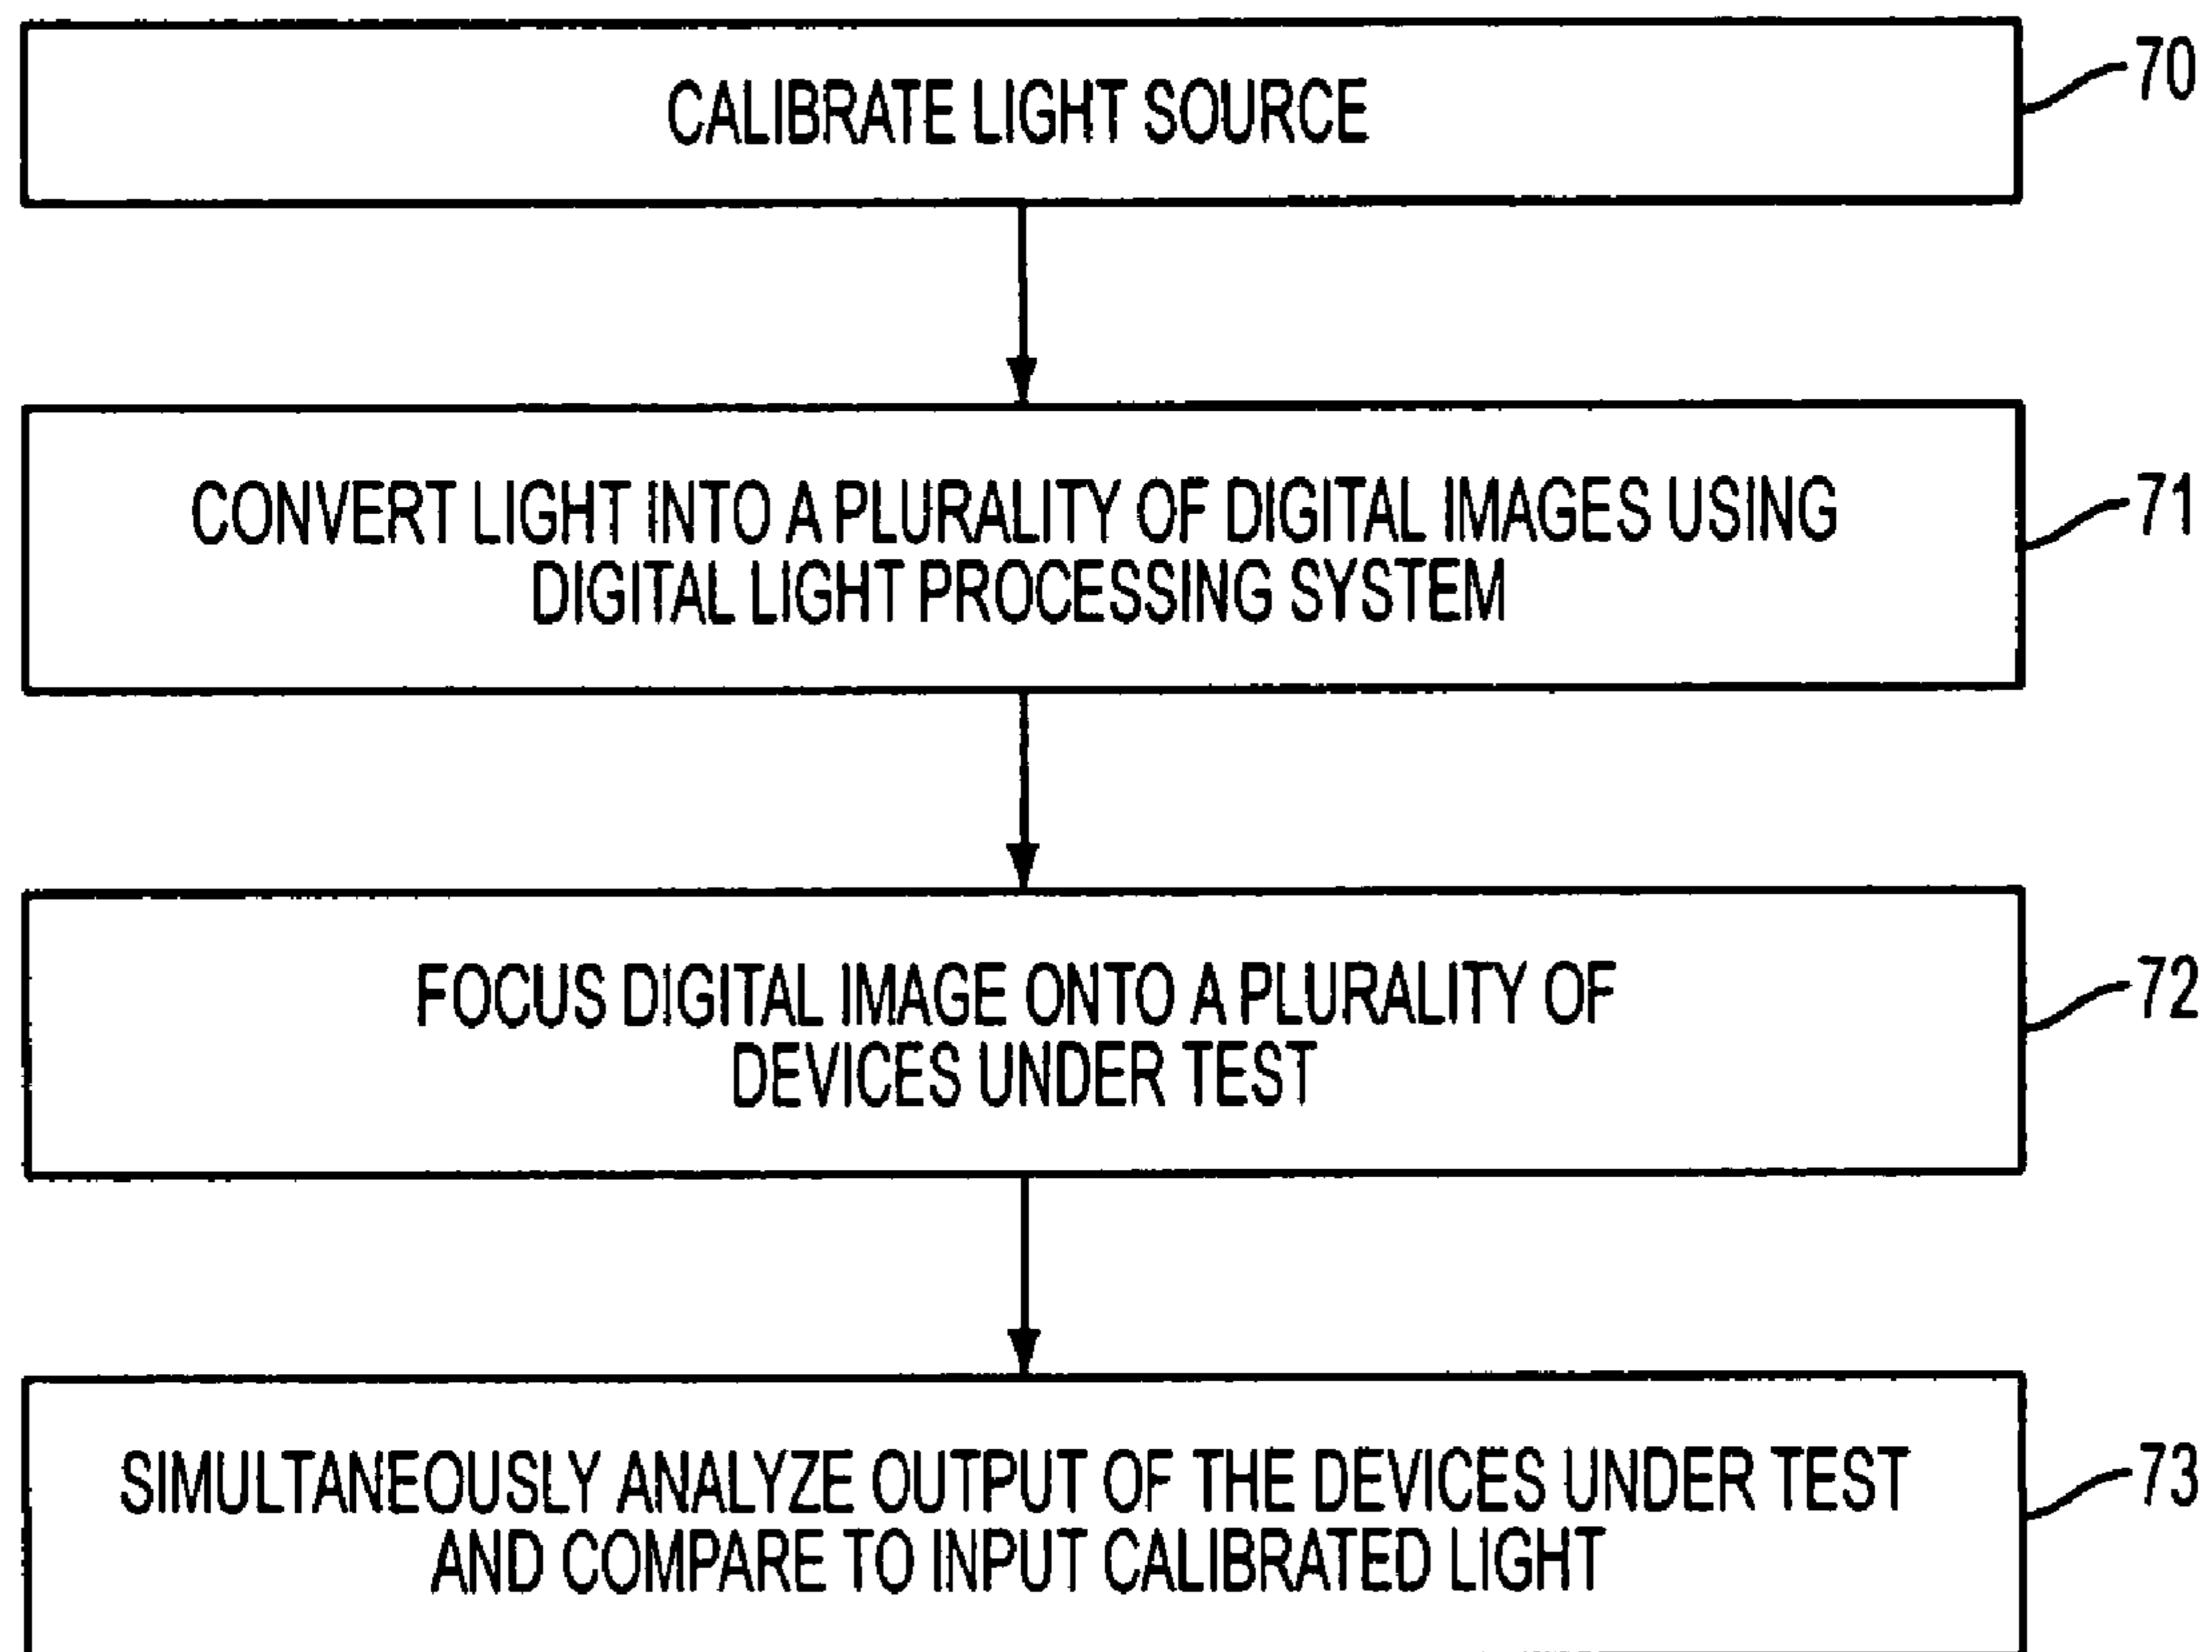 CALIBRATE LIGHT SOURCE
70
CONVERT LIGHT INTO A PLURALITY OF DIGITAL IMAGES USING
DIGITAL LIGHT PROCESSING SYSTEM
71
FOCUS DIGITAL IMAGE ONTO A PLURALITY OF
DEVICES UNDER TEST
72
SIMULTANEOUSLY ANALYZE OUTPUT OF THE DEVICES UNDER TEST
AND COMPARE TO INPUT CALIBRATED LIGHT
73